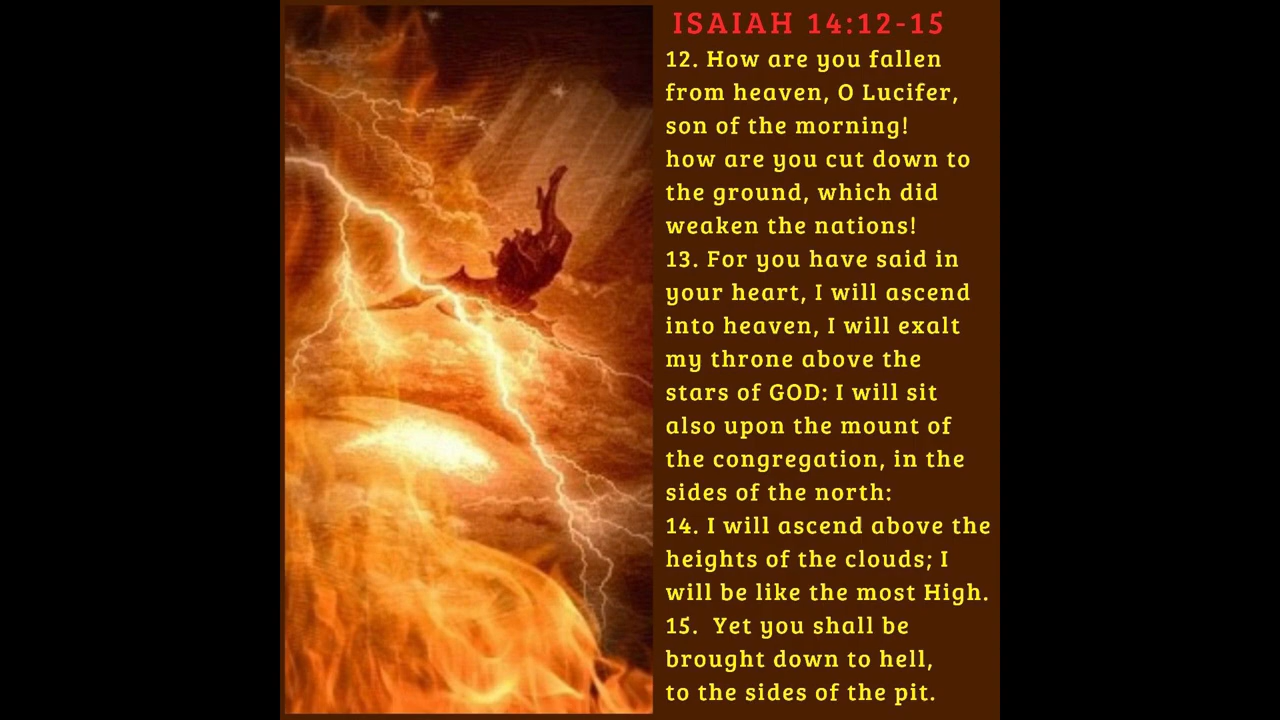 ISAIAH 14:12-15
12. How are you fallen
from heaven, O Lucifer,
son of the morning!
how are you cut down to
the ground, which did
weaken the nations!
13. For you have said in
your heart, I will ascend
into heaven, I will exalt
my throne above the
stars of GOD: I will sit
also upon the mount of
the congregation, in the
sides of the north:
14. I will ascend above the
heights of the clouds; I
will be like the most High.
15.  Yet you shall be
brought down to hell,
to the sides of the pit.